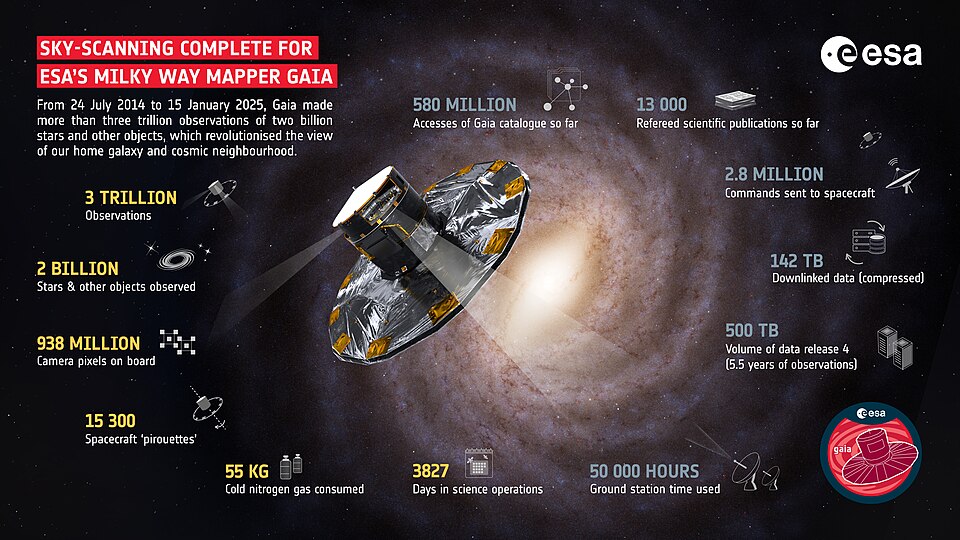 SKY-SCANNING COMPLETE FOR
ESA'S MILKY WAY MAPPER GAIA
From 24 July 2014 to 15 January 2025, Gaia made
more than three trillion observations of two billion
stars and other objects, which revolutionised the view
of our home galaxy and cosmic neighbourhood.
esa
580 MILLION
Accesses of Gaia catalogue so far
13 000
Refereed scientific publications so far
3 TRILLION
Observations
2.8 MILLION
Commands sent to spacecraft
2 BILLION
Stars & other objects observed
142 TB
Downlinked data (compressed)
938 MILLION
Camera pixels on board
500 TB
Volume of data release 4
(5.5 years of observations)
15 300
Spacecraft 'pirouettes'
55 KG
Cold nitrogen gas consumed
3827
Days in science operations
50 000 HOURS
Ground station time used
esa
gaia